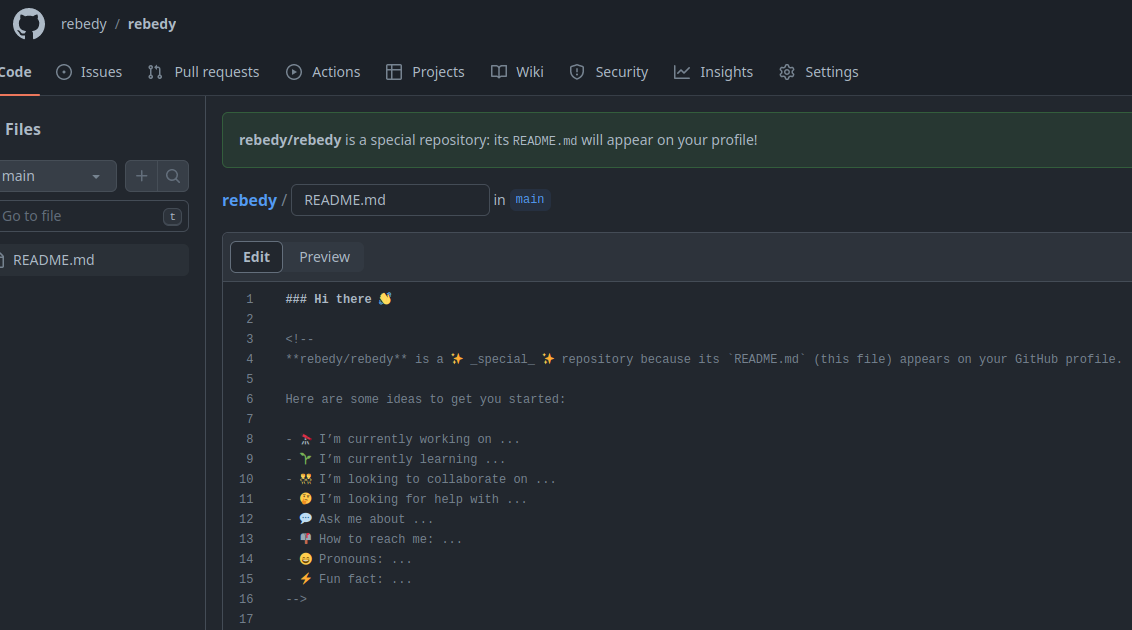 rebedy / rebedy
Code Issues Pull requests Actions Projects Wiki Security Insights Settings
Files
main
Go to file t
README.md
rebedy/rebedy is a special repository: its README.md will appear on your profile!
rebedy / README.md in main
Edit Preview
1 ### Hi there 👋
2
3 <!--
4 **rebedy/rebedy** is a ✨ _special_ ✨ repository because its `README.md` (this file) appears on your GitHub profile.
5
6 Here are some ideas to get you started:
7
8 - 🔭 I’m currently working on ...
9 - 🌱 I’m currently learning ...
10 - 👯 I’m looking to collaborate on ...
11 - 🤔 I’m looking for help with ...
12 - 💬 Ask me about ...
13 - 📫 How to reach me: ...
14 - 😄 Pronouns: ...
15 - ⚡ Fun fact: ...
16 -->
17